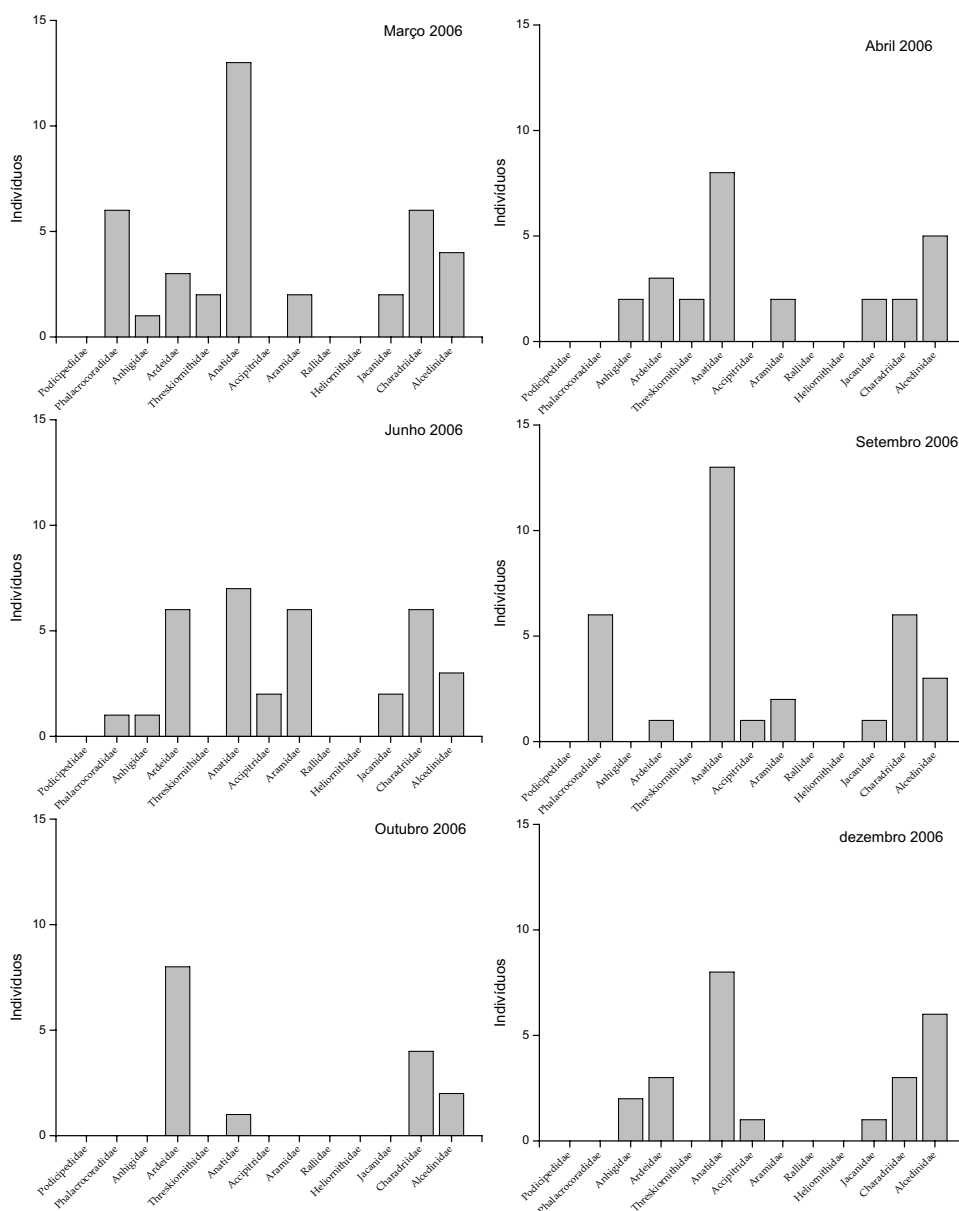 Março 2006
15
10
5
0
Indivíduos
Podicipedidae
Phalacrocoradidae
Anhigidae
Ardeidae
Threskiornithidae
Anatidae
Accipitridae
Aramidae
Rallidae
Heliornithidae
Jacanidae
Charadriidae
Alcedinidae
Abril 2006
15
10
5
0
Indivíduos
Podicipedidae
Phalacrocoradidae
Anhigidae
Ardeidae
Threskiornithidae
Anatidae
Accipitridae
Aramidae
Rallidae
Heliornithidae
Jacanidae
Charadriidae
Alcedinidae
Junho 2006
15
10
5
0
Indivíduos
Podicipedidae
Phalacrocoradidae
Anhigidae
Ardeidae
Threskiornithidae
Anatidae
Accipitridae
Aramidae
Rallidae
Heliornithidae
Jacanidae
Charadriidae
Alcedinidae
Setembro 2006
15
10
5
0
Indivíduos
Podicipedidae
Phalacrocoradidae
Anhigidae
Ardeidae
Threskiornithidae
Anatidae
Accipitridae
Aramidae
Rallidae
Heliornithidae
Jacanidae
Charadriidae
Alcedinidae
Outubro 2006
15
10
5
0
Indivíduos
Podicipedidae
Phalacrocoradidae
Anhigidae
Ardeidae
Threskiornithidae
Anatidae
Accipitridae
Aramidae
Rallidae
Heliornithidae
Jacanidae
Charadriidae
Alcedinidae
dezembro 2006
15
10
5
0
Indivíduos
Podicipedidae
Phalacrocoradidae
Anhigidae
Ardeidae
Threskiornithidae
Anatidae
Accipitridae
Aramidae
Rallidae
Heliornithidae
Jacanidae
Charadriidae
Alcedinidae